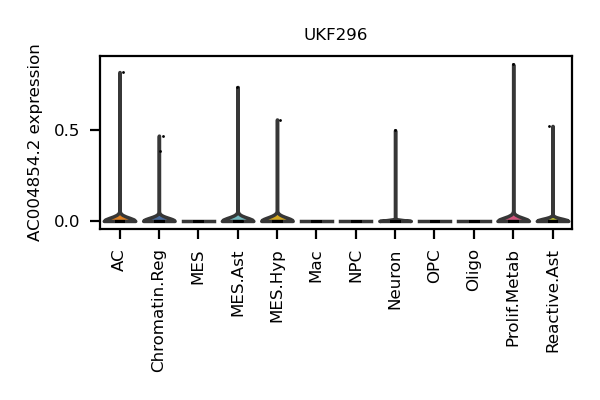 UKF296
AC004854.2 expression
0.5
0.0
AC
Chromatin.Reg
MES
MES.Ast
MES.Hyp
Mac
NPC
Neuron
OPC
Oligo
Prolif.Metab
Reactive.Ast